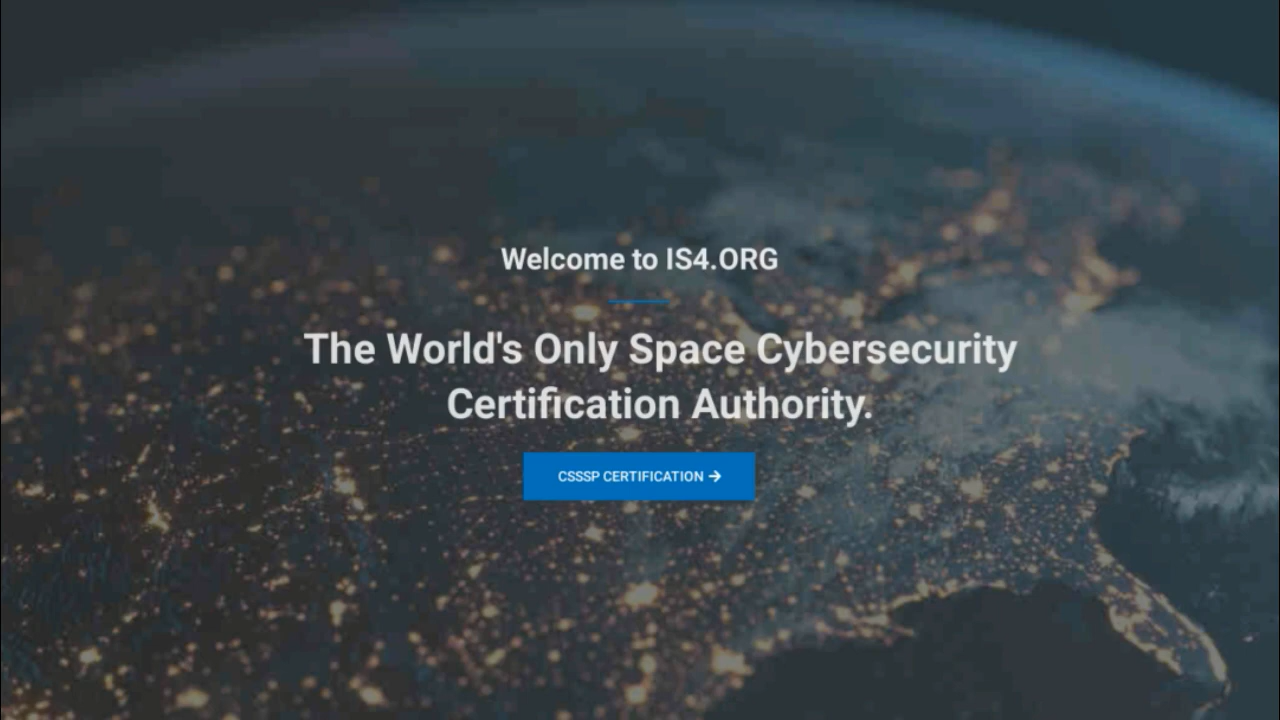 Welcome to IS4.ORG
The World's Only Space Cybersecurity
Certification Authority.
CSSSP CERTIFICATION →